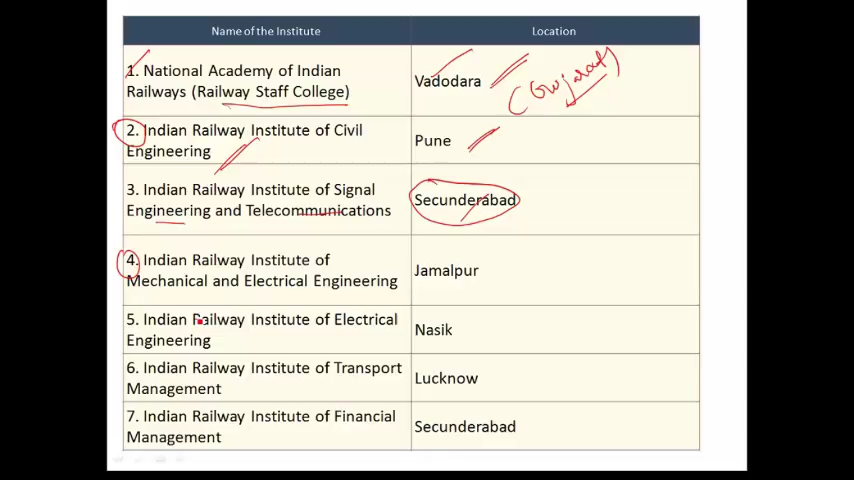 Name of the Institute
Location
1. National Academy of Indian
Railways (Railway Staff College)
Vadodara
(Gujarat)
2. Indian Railway Institute of Civil
Engineering
Pune
3. Indian Railway Institute of Signal
Engineering and Telecommunications
Secunderabad
4. Indian Railway Institute of
Mechanical and Electrical Engineering
Jamalpur
5. Indian Railway Institute of Electrical
Engineering
Nasik
6. Indian Railway Institute of Transport
Management
Lucknow
7. Indian Railway Institute of Financial
Management
Secunderabad